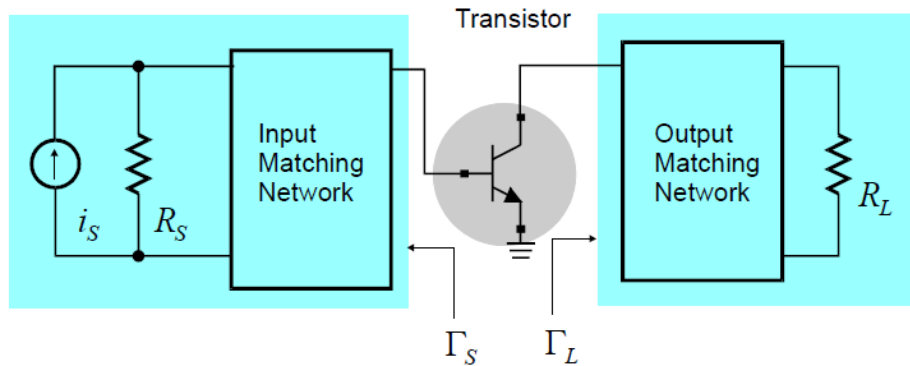 Transistor
Input
Matching
Network
Output
Matching
Network
i_S
R_S
R_L
Γ_S
Γ_L